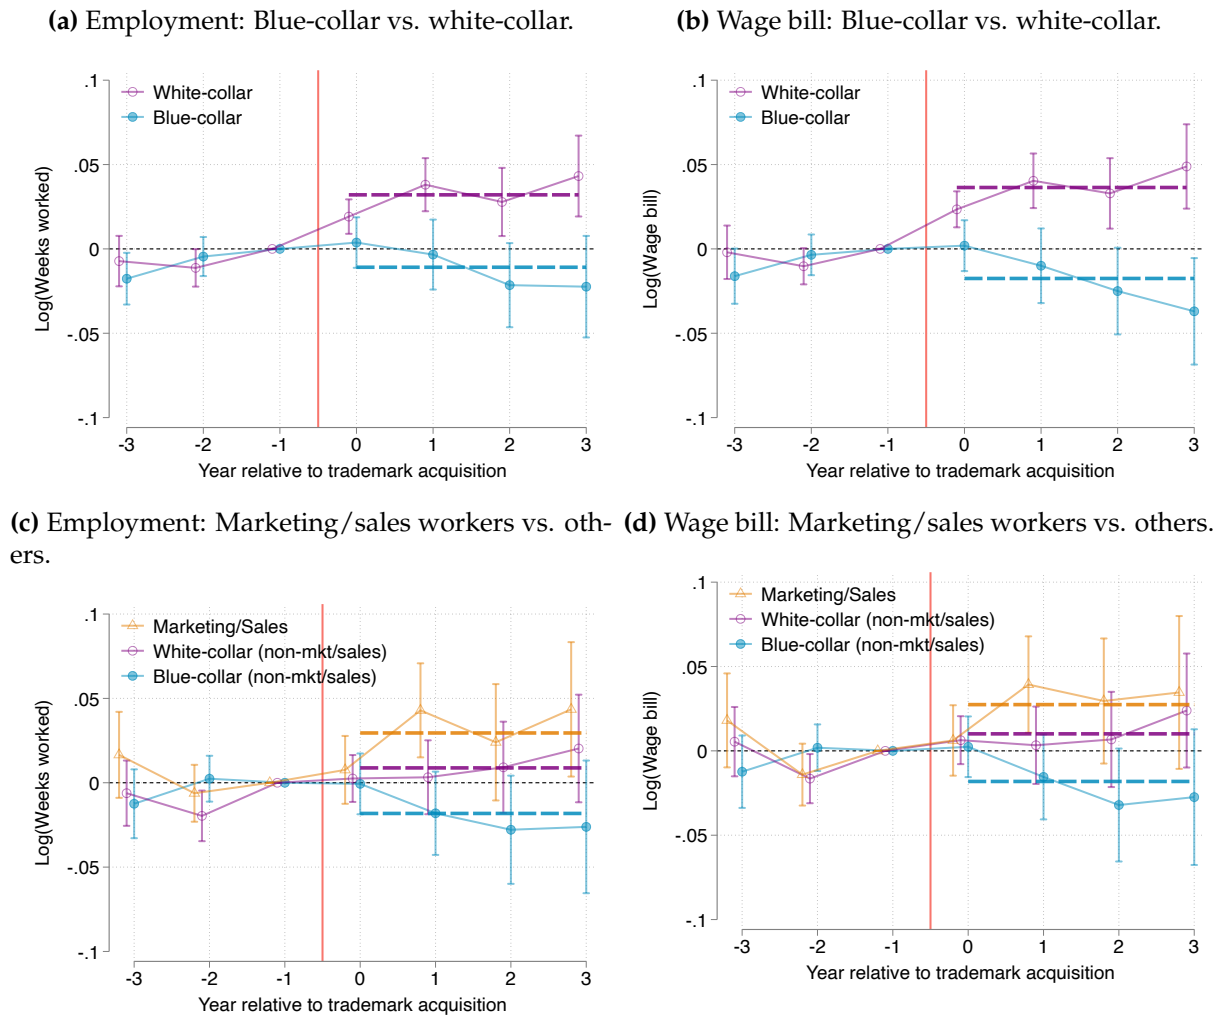 (a) Employment: Blue-collar vs. white-collar.
.1
.05
0
-.05
-.1
Log(Weeks worked)
White-collar
Blue-collar
-3 -2 -1 0 1 2 3
Year relative to trademark acquisition
(b) Wage bill: Blue-collar vs. white-collar.
.1
.05
0
-.05
-.1
Log(Wage bill)
White-collar
Blue-collar
-3 -2 -1 0 1 2 3
Year relative to trademark acquisition
(c) Employment: Marketing/sales workers vs. oth-
ers.
.1
.05
0
-.05
-.1
Log(Weeks worked)
Marketing/Sales
White-collar (non-mkt/sales)
Blue-collar (non-mkt/sales)
-3 -2 -1 0 1 2 3
Year relative to trademark acquisition
(d) Wage bill: Marketing/sales workers vs. others.
.1
.05
0
-.05
-.1
Log(Wage bill)
Marketing/Sales
White-collar (non-mkt/sales)
Blue-collar (non-mkt/sales)
-3 -2 -1 0 1 2 3
Year relative to trademark acquisition